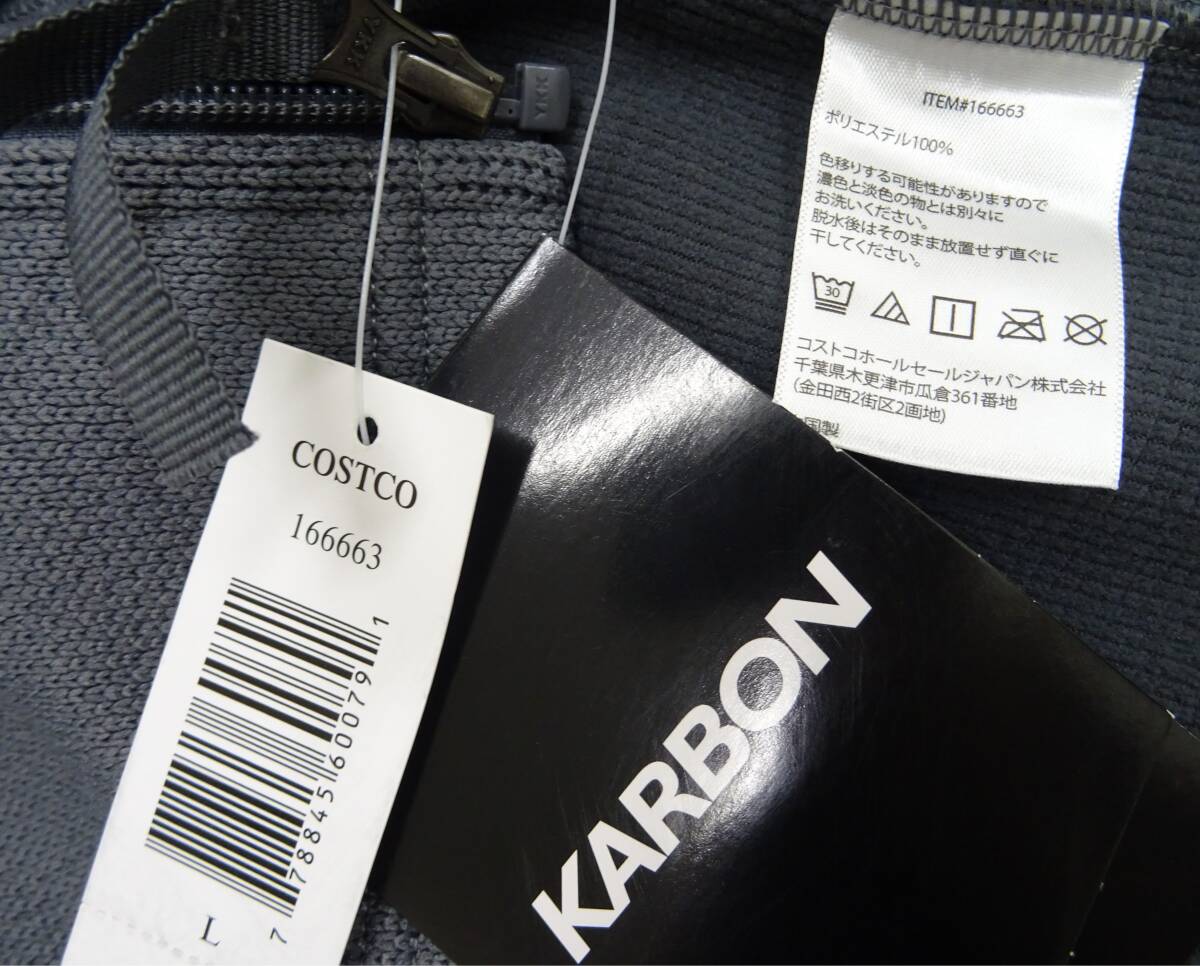 YKK
YKK
ITEM#166663
ポリエステル100%
色移りする可能性がありますので
濃色と淡色の物とは別々に
お洗いください。
脱水後はそのまま放置せず直ぐに
干してください。
30
コストコホールセールジャパン株式会社
千葉県木更津市瓜倉361番地
(金田西2街区2画地)
国製
COSTCO
166663
7 78845 60079 1
L
KARBON